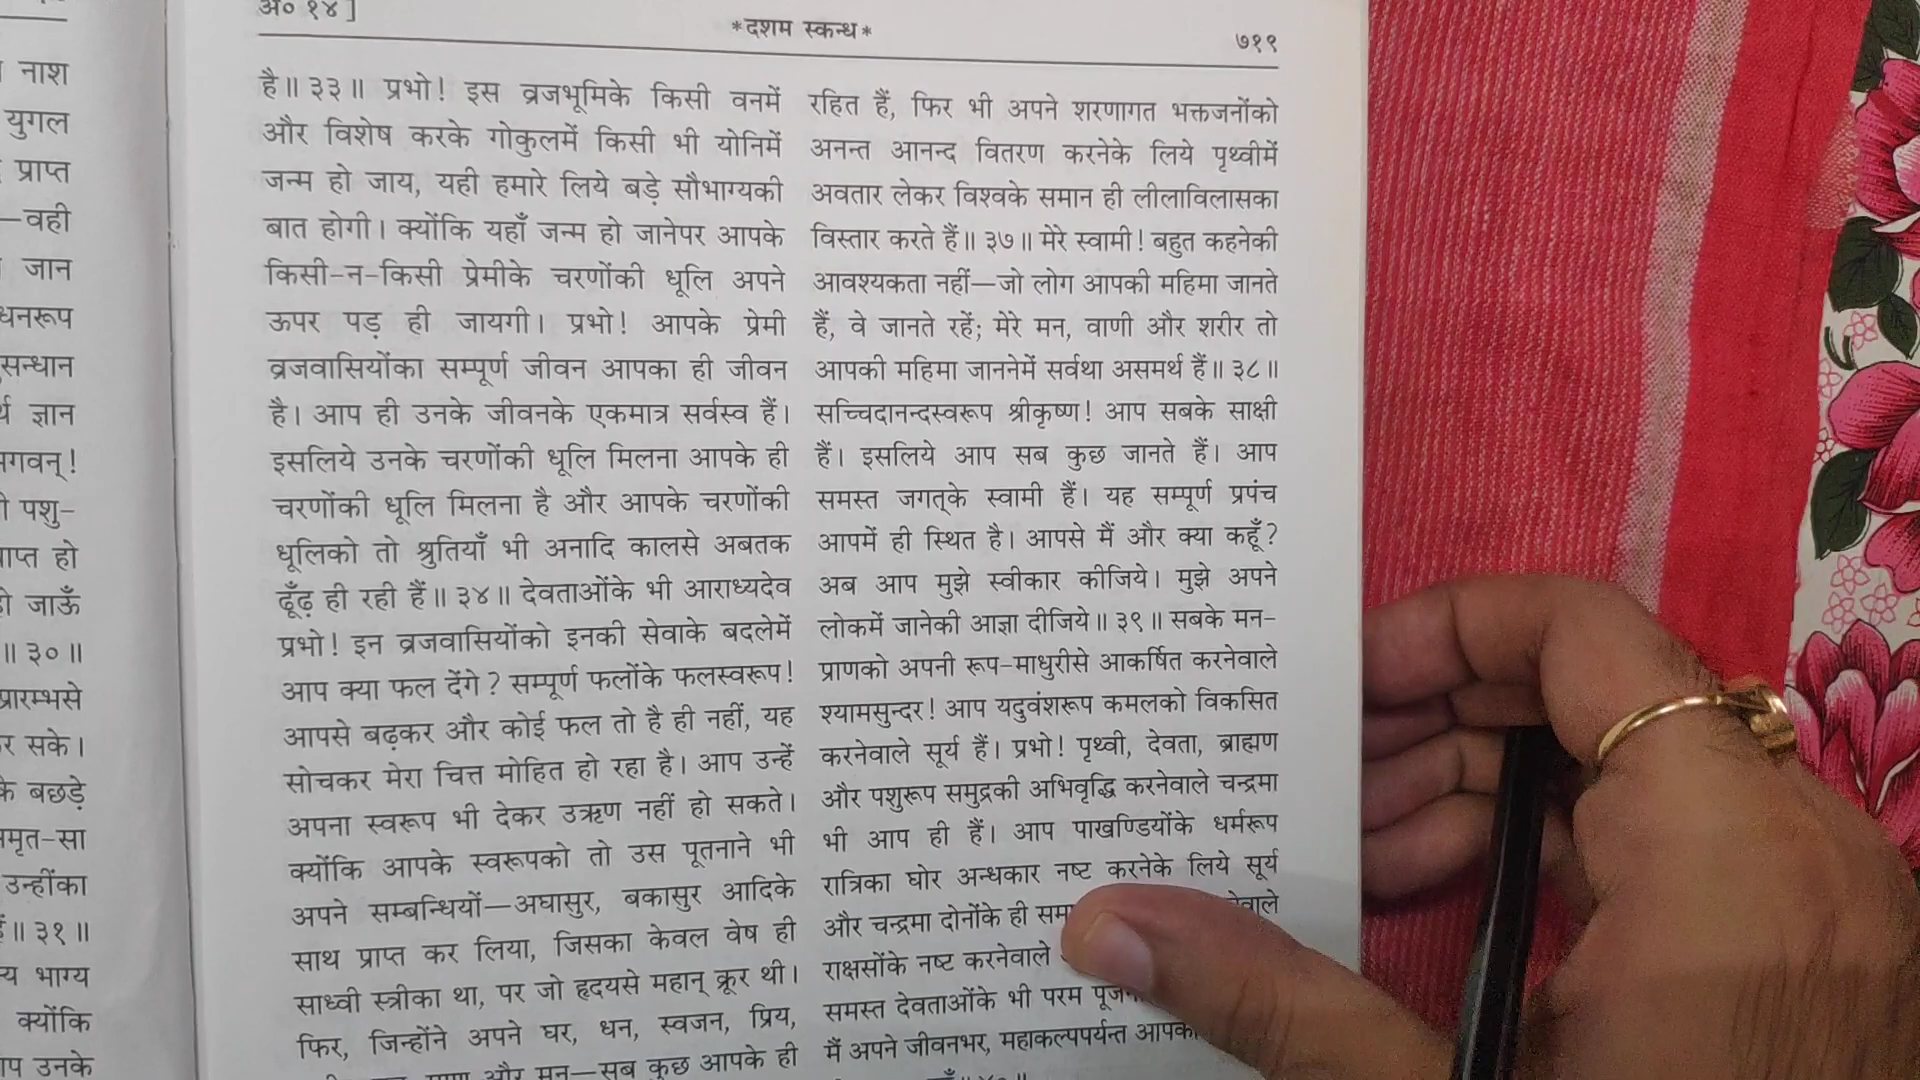 अ० १४ ]
*दशम स्कन्ध*
७१९
नाश
युगल
प्राप्त
—वही
जान
धनरूप
ज्ञान
पशु-
हो
जाऊँ
॥ ३० ॥
प्रारम्भसे
सके।
बछड़े
उन्हींका
॥ ३१ ॥
भाग्य
क्योंकि
उनके
है॥ ३३॥ प्रभो! इस व्रजभूमिके किसी वनमें
और विशेष करके गोकुलमें किसी भी योनिमें
जन्म हो जाय, यही हमारे लिये बड़े सौभाग्यकी
बात होगी। क्योंकि यहाँ जन्म हो जानेपर आपके
किसी-न-किसी प्रेमीके चरणोंकी धूलि अपने
ऊपर पड़ ही जायगी। प्रभो! आपके प्रेमी
व्रजवासियोंका सम्पूर्ण जीवन आपका ही जीवन
है। आप ही उनके जीवनके एकमात्र सर्वस्व हैं।
इसलिये उनके चरणोंकी धूलि मिलना आपके ही
चरणोंकी धूलि मिलना है और आपके चरणोंकी
धूलिको तो श्रुतियाँ भी अनादि कालसे अबतक
ढूँढ़ ही रही हैं॥ ३४॥ देवताओंके भी आराध्यदेव
प्रभो! इन व्रजवासियोंको इनकी सेवाके बदलेमें
आप क्या फल देंगे? सम्पूर्ण फलोंके फलस्वरूप!
आपसे बढ़कर और कोई फल तो है ही नहीं, यह
सोचकर मेरा चित्त मोहित हो रहा है। आप उन्हें
अपना स्वरूप भी देकर उऋण नहीं हो सकते।
क्योंकि आपके स्वरूपको तो उस पूतनाने भी
अपने सम्बन्धियों—अघासुर, बकासुर आदिके
साथ प्राप्त कर लिया, जिसका केवल वेष ही
साध्वी स्त्रीका था, पर जो हृदयसे महान् क्रूर थी।
फिर, जिन्होंने अपने घर, धन, स्वजन, प्रिय,
और मन—सब कुछ आपके ही
रहित हैं, फिर भी अपने शरणागत भक्तजनोंको
अनन्त आनन्द वितरण करनेके लिये पृथ्वीमें
अवतार लेकर विश्वके समान ही लीलाविलासका
विस्तार करते हैं॥ ३७॥ मेरे स्वामी! बहुत कहनेकी
आवश्यकता नहीं—जो लोग आपकी महिमा जानते
हैं, वे जानते रहें; मेरे मन, वाणी और शरीर तो
आपकी महिमा जाननेमें सर्वथा असमर्थ हैं॥ ३८॥
सच्चिदानन्दस्वरूप श्रीकृष्ण! आप सबके साक्षी
हैं। इसलिये आप सब कुछ जानते हैं। आप
समस्त जगत्के स्वामी हैं। यह सम्पूर्ण प्रपंच
आपमें ही स्थित है। आपसे मैं और क्या कहूँ?
अब आप मुझे स्वीकार कीजिये। मुझे अपने
लोकमें जानेकी आज्ञा दीजिये॥ ३९॥ सबके मन-
प्राणको अपनी रूप-माधुरीसे आकर्षित करनेवाले
श्यामसुन्दर! आप यदुवंशरूप कमलको विकसित
करनेवाले सूर्य हैं। प्रभो! पृथ्वी, देवता, ब्राह्मण
और पशुरूप समुद्रकी अभिवृद्धि करनेवाले चन्द्रमा
भी आप ही हैं। आप पाखण्डियोंके धर्मरूप
रात्रिका घोर अन्धकार नष्ट करनेके लिये सूर्य
और चन्द्रमा दोनोंके ही
राक्षसोंके नष्ट करनेवाले
समस्त देवताओंके भी परम
मैं अपने जीवनभर, महाकल्पपर्यन्त